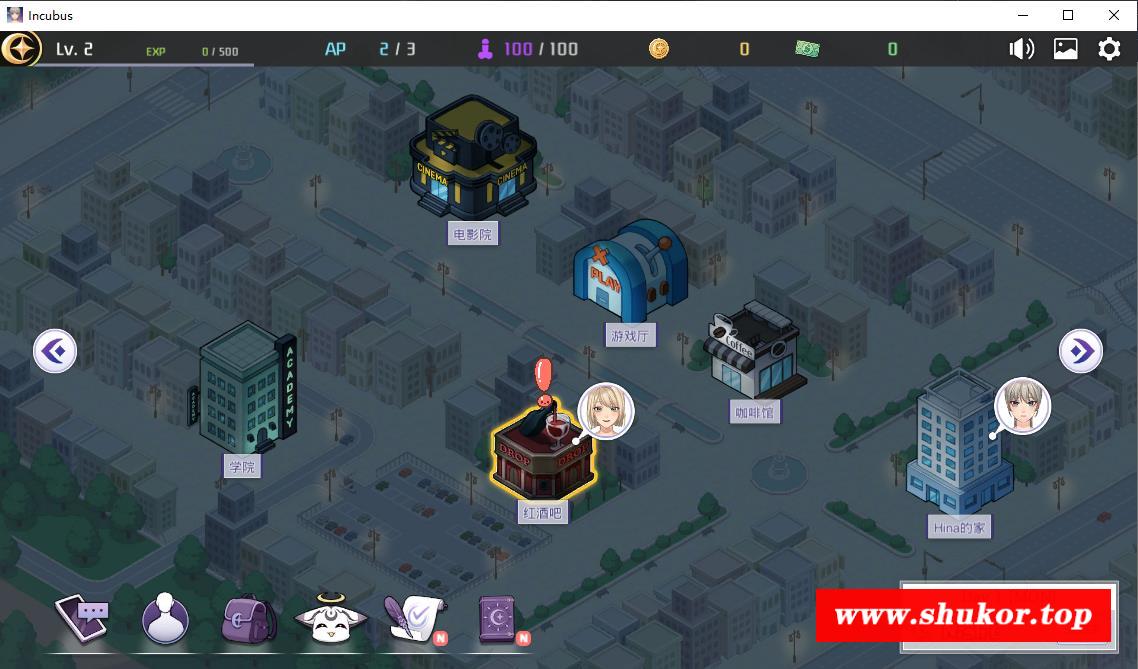 Incubus
Lv. 2
EXP 0 / 500
AP 2 / 3
100 / 100
0
0
CINEMA CINEMA
电影院
PLAY
游戏厅
Coffee
咖啡馆
ACADEMY
学院
DROP DROP
红酒吧
Hina的家
N
N
www.shukor.top